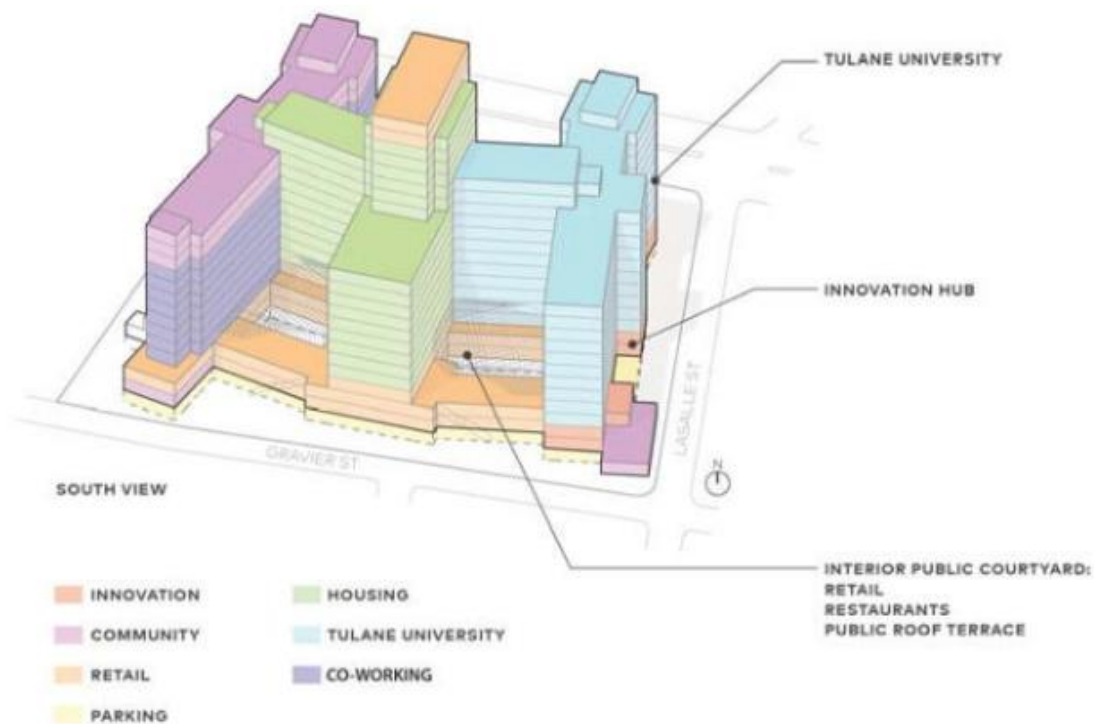 TULANE UNIVERSITY
INNOVATION HUB
LASALLE ST
GRAVIER ST
N
SOUTH VIEW
INTERIOR PUBLIC COURTYARD:
RETAIL
RESTAURANTS
PUBLIC ROOF TERRACE
INNOVATION
COMMUNITY
RETAIL
PARKING
HOUSING
TULANE UNIVERSITY
CO-WORKING